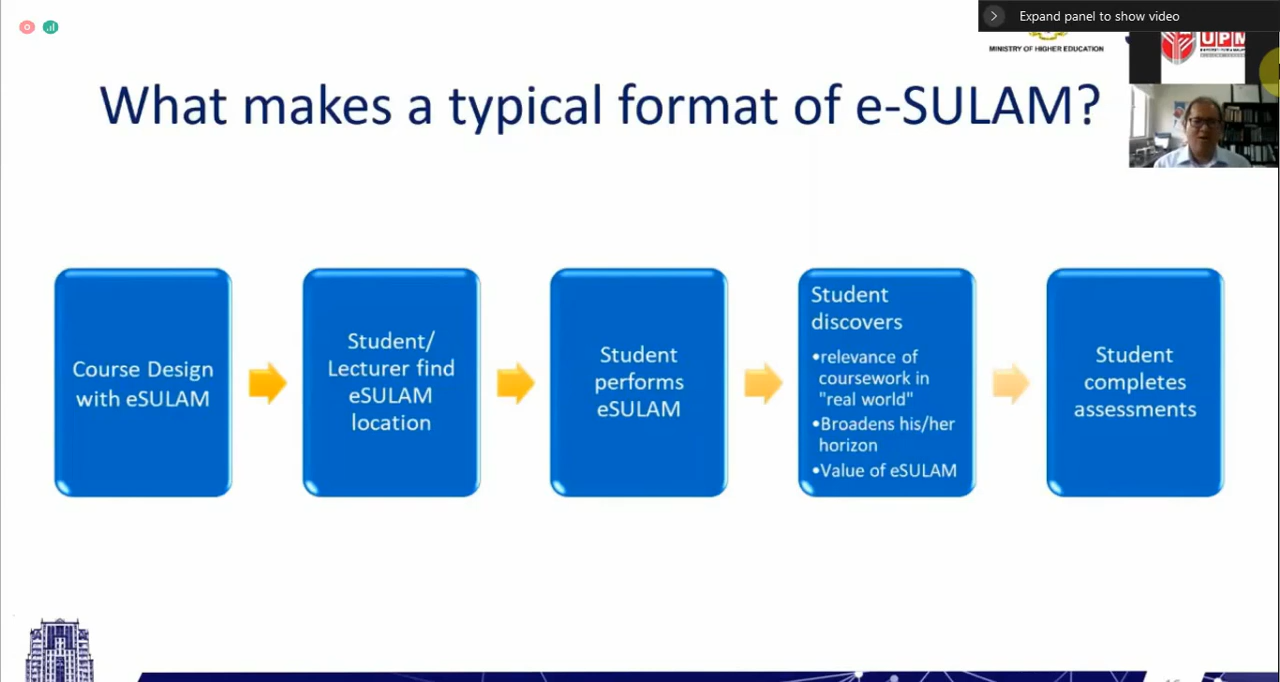 Expand panel to show video
MINISTRY OF HIGHER EDUCATION
UPM
What makes a typical format of e-SULAM?
Course Design
with eSULAM
Student/
Lecturer find
eSULAM
location
Student
performs
eSULAM
Student
discovers
•relevance of
coursework in
"real world"
•Broadens his/her
horizon
•Value of eSULAM
Student
completes
assessments